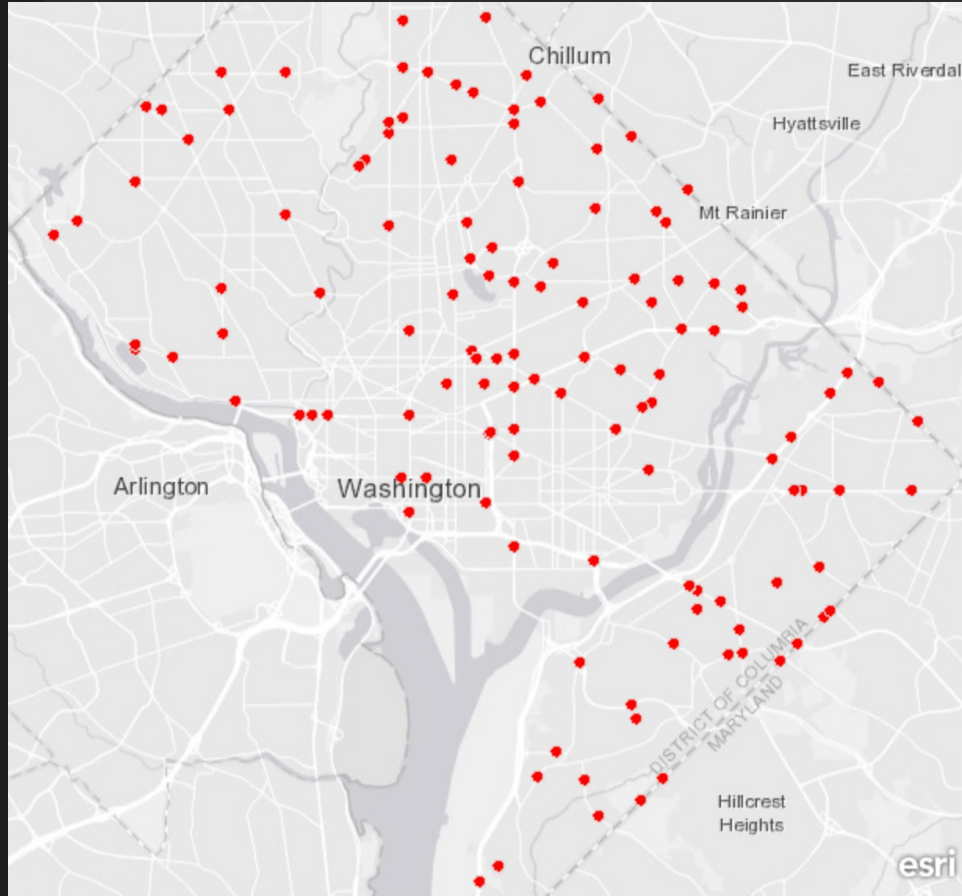 Chillum
East Riverdal
Hyattsville
Mt Rainier
Arlington
Washington
DISTRICT OF COLUMBIA
MARYLAND
Hillcrest
Heights
esri